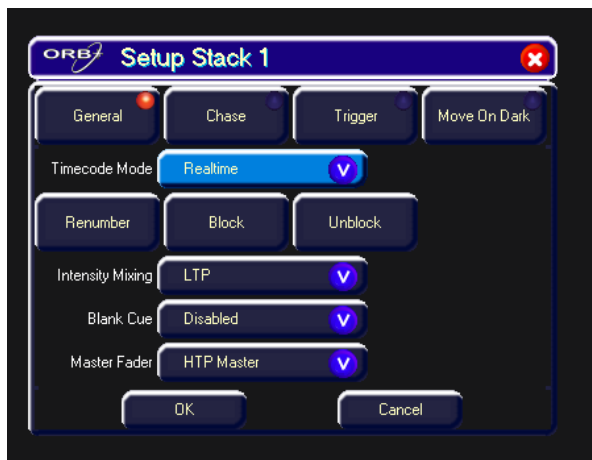 ORB Setup Stack 1
General Chase Trigger Move On Dark
Timecode Mode Realtime V
Renumber Block Unblock
Intensity Mixing LTP V
Blank Cue Disabled V
Master Fader HTP Master V
OK Cancel